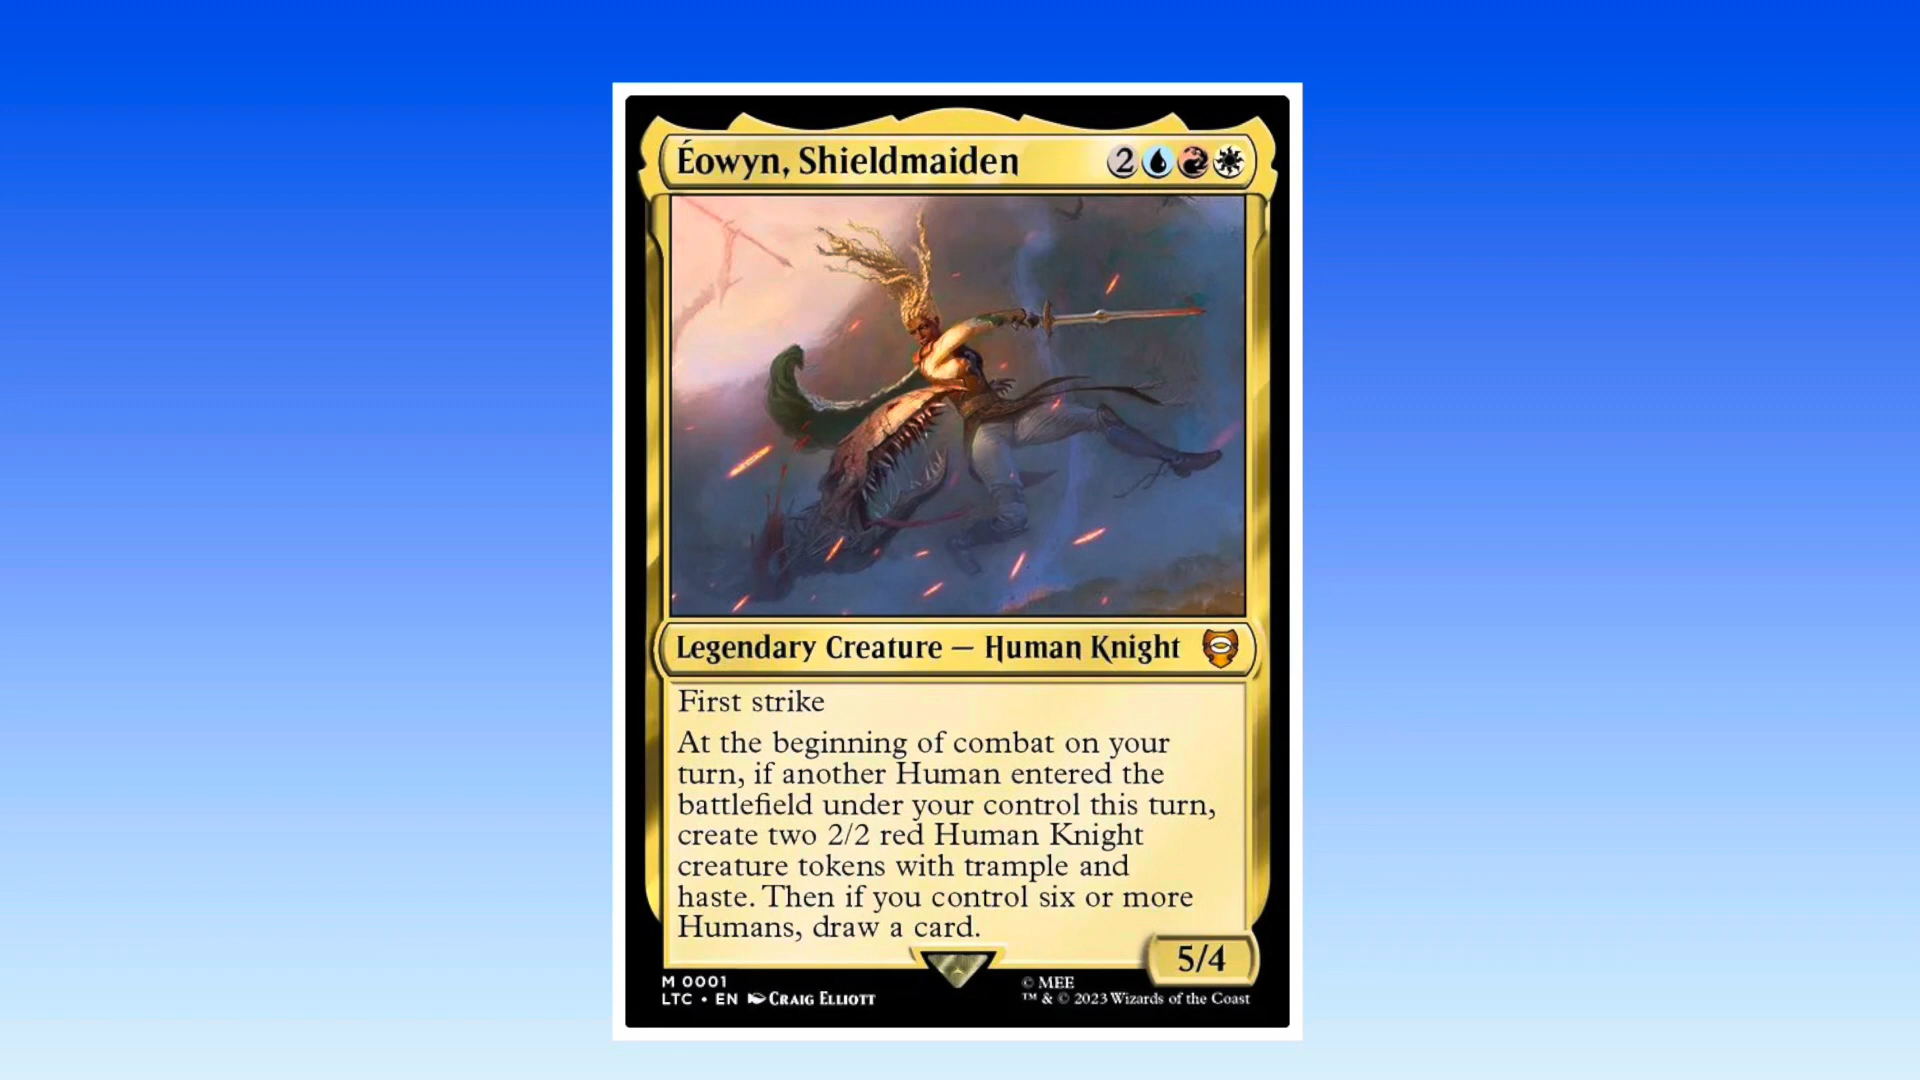 Éowyn, Shieldmaiden 2
Legendary Creature — Human Knight
First strike
At the beginning of combat on your
turn, if another Human entered the
battlefield under your control this turn,
create two 2/2 red Human Knight
creature tokens with trample and
haste. Then if you control six or more
Humans, draw a card.
5/4
M 0001
LTC • EN Craig Elliott
© MEE
™ & © 2023 Wizards of the Coast